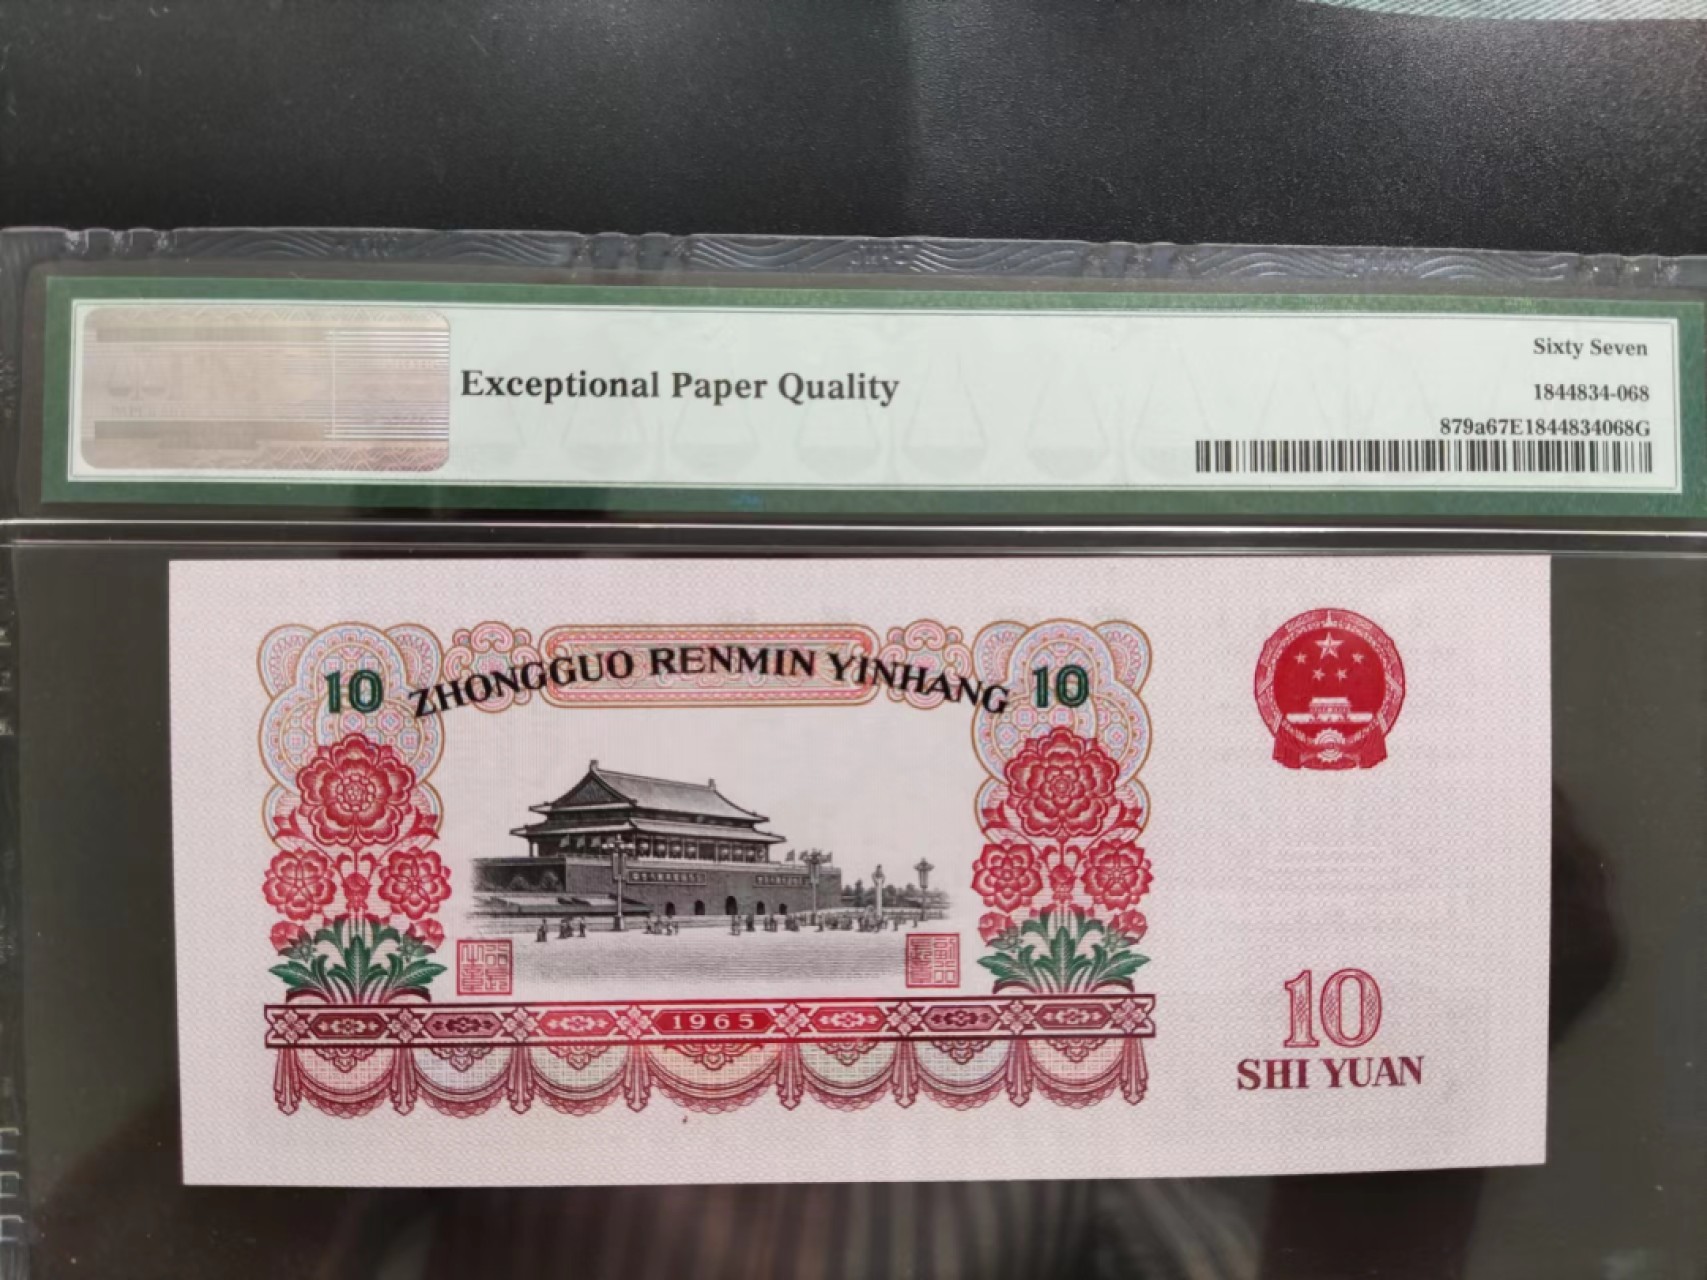 Sixty Seven
Exceptional Paper Quality
1844834-068
879a67E1844834068G
ZHONGGUO RENMIN YINHANG
10
10
1965
10
SHI YUAN